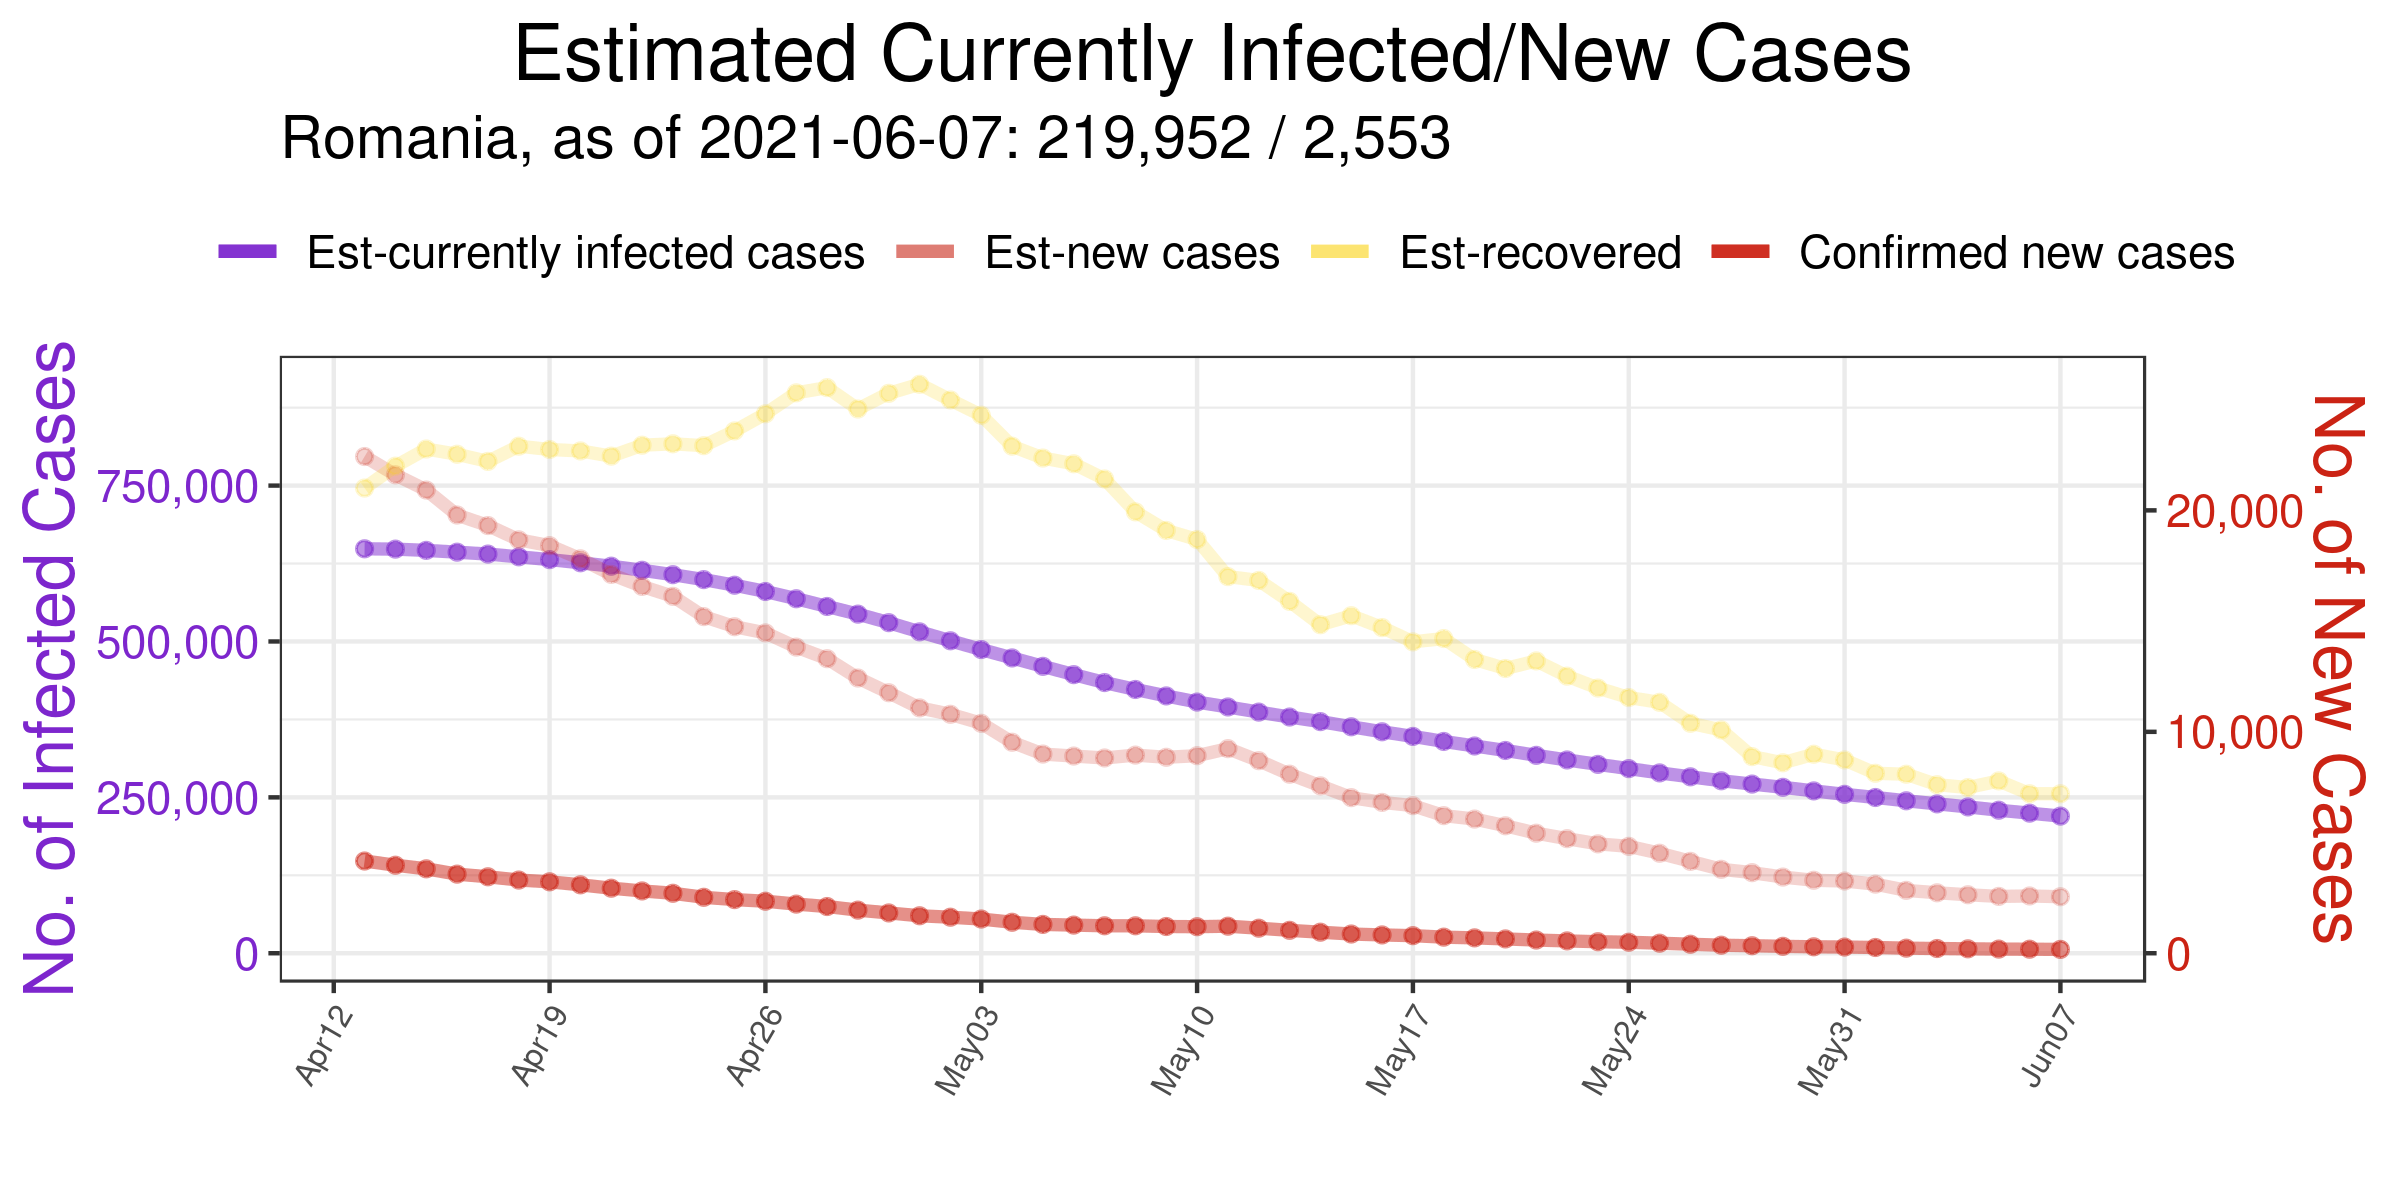 Estimated Currently Infected/New Cases
Romania, as of 2021-06-07: 219,952 / 2,553
Est-currently infected cases Est-new cases Est-recovered Confirmed new cases
No. of Infected Cases
750,000
500,000
250,000
0
No. of New Cases
20,000
10,000
0
Apr12 Apr19 Apr26 May03 May10 May17 May24 May31 Jun07